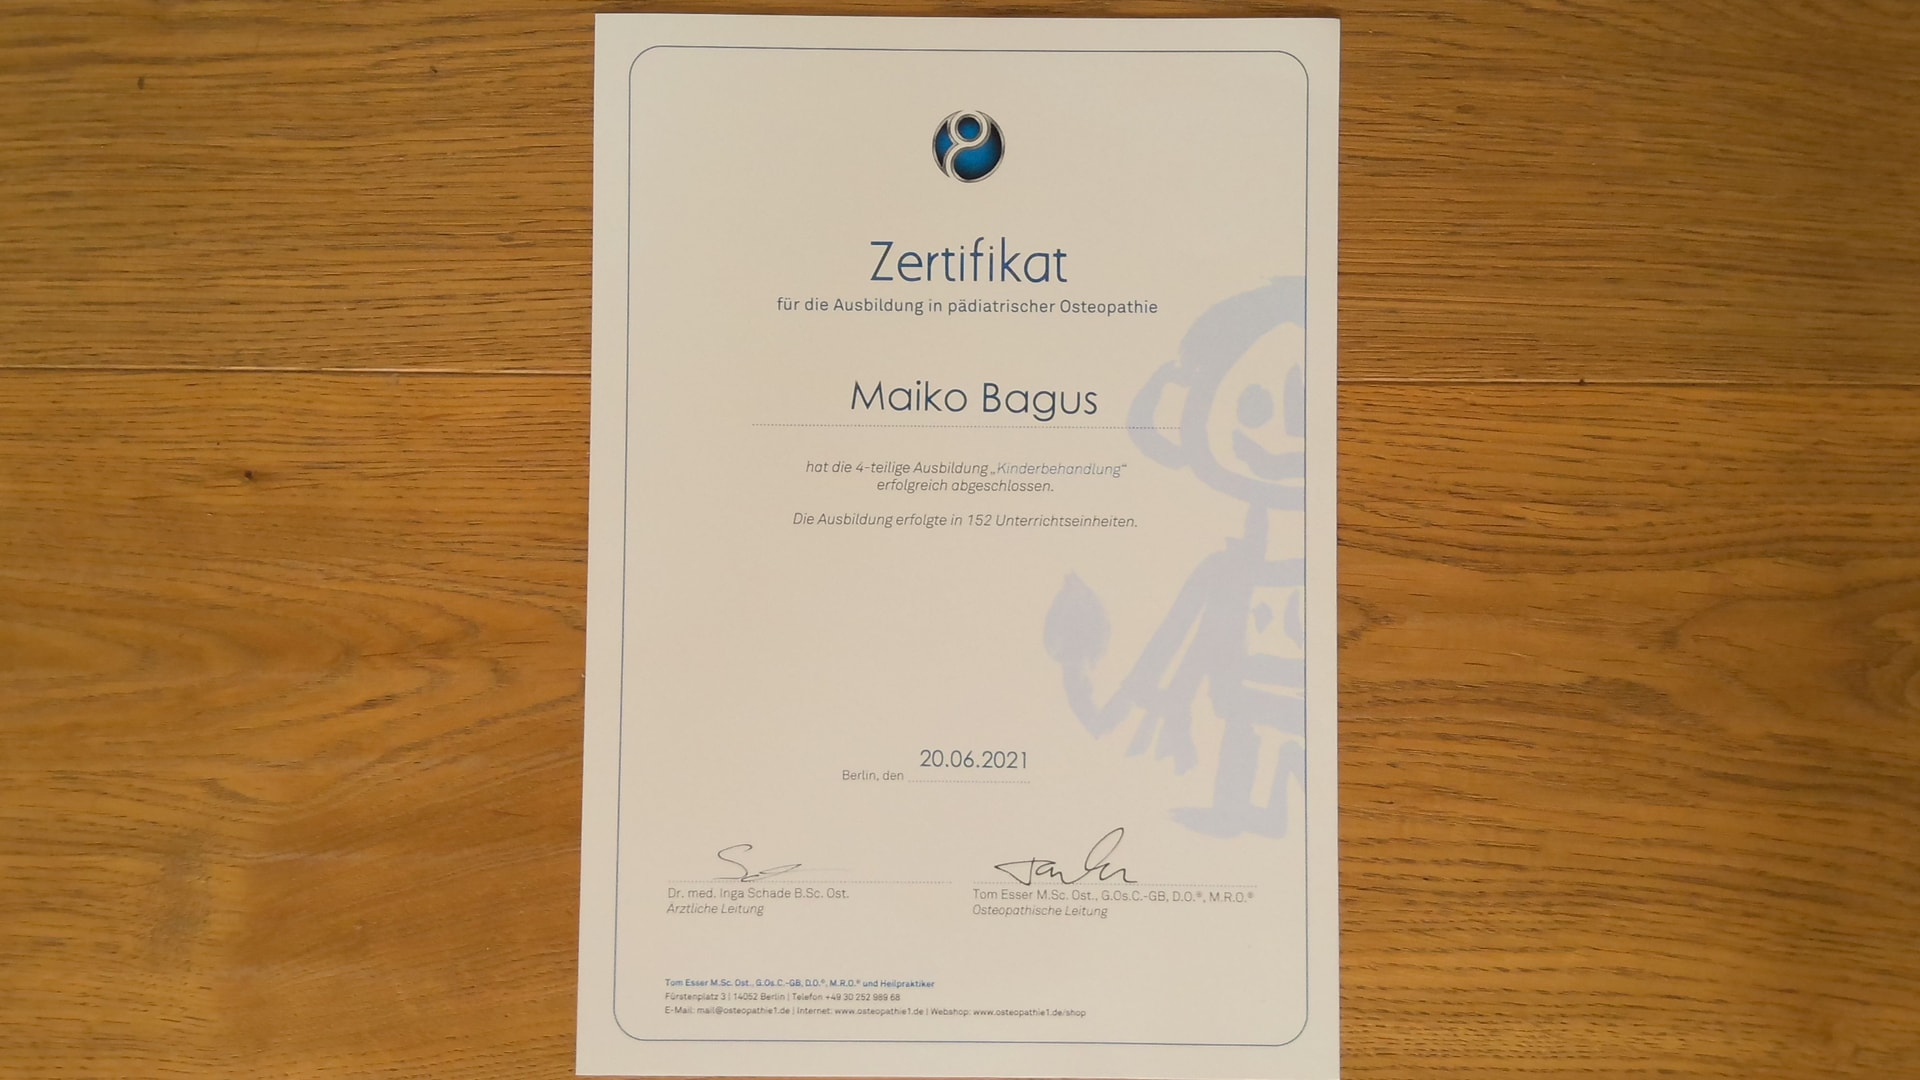 Zertifikat
für die Ausbildung in pädiatrischer Osteopathie
Maiko Bagus
hat die 4-teilige Ausbildung „Kinderbehandlung“
erfolgreich abgeschlossen.
Die Ausbildung erfolgte in 152 Unterrichtseinheiten.
Berlin, den 20.06.2021
Dr. med. Inga Schade B.Sc. Ost.
Ärztliche Leitung
Tom Esser M.Sc. Ost., G.Os.C.-GB, D.O.®, M.R.O.®
Osteopathische Leitung
Tom Esser M.Sc. Ost., G.Os.C.-GB, D.O.®, M.R.O.® und Heilpraktiker
Fürstenplatz 3 | 14052 Berlin | Telefon +49 30 252 989 68
E-Mail: mail@osteopathie1.de | Internet: www.osteopathie1.de | Webshop: www.osteopathie1.de/shop